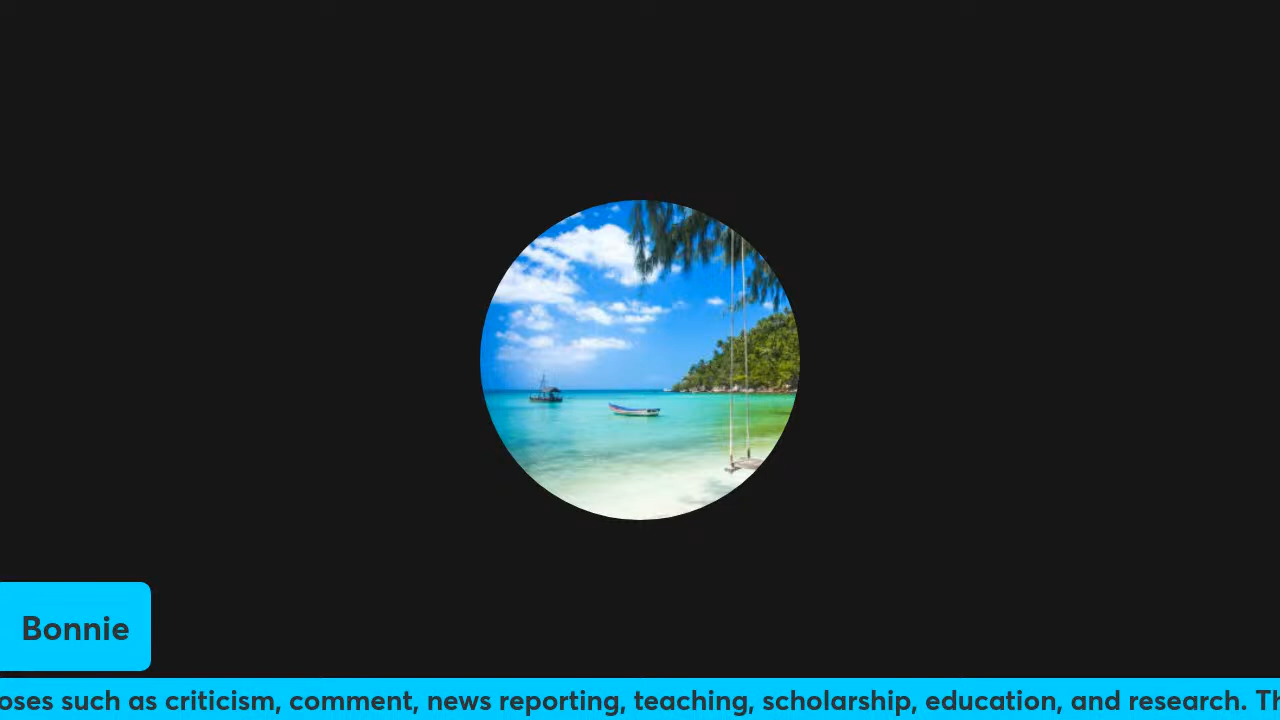 Bonnie
oses such as criticism, comment, news reporting, teaching, scholarship, education, and research. Th